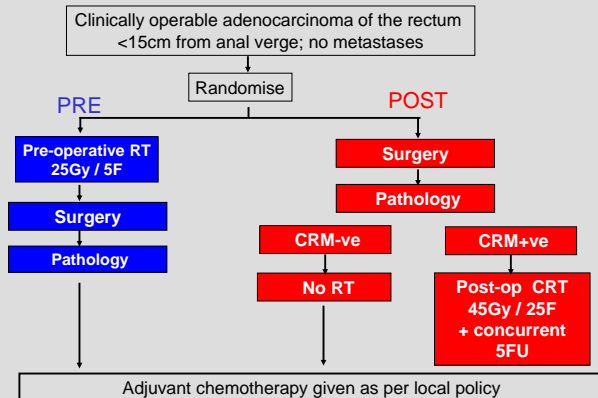 Clinically operable adenocarcinoma of the rectum
<15cm from anal verge; no metastases
Randomise
PRE
POST
Pre-operative RT
25Gy / 5F
Surgery
Pathology
Surgery
Pathology
CRM-ve
No RT
CRM+ve
Post-op CRT
45Gy / 25F
+ concurrent
5FU
Adjuvant chemotherapy given as per local policy